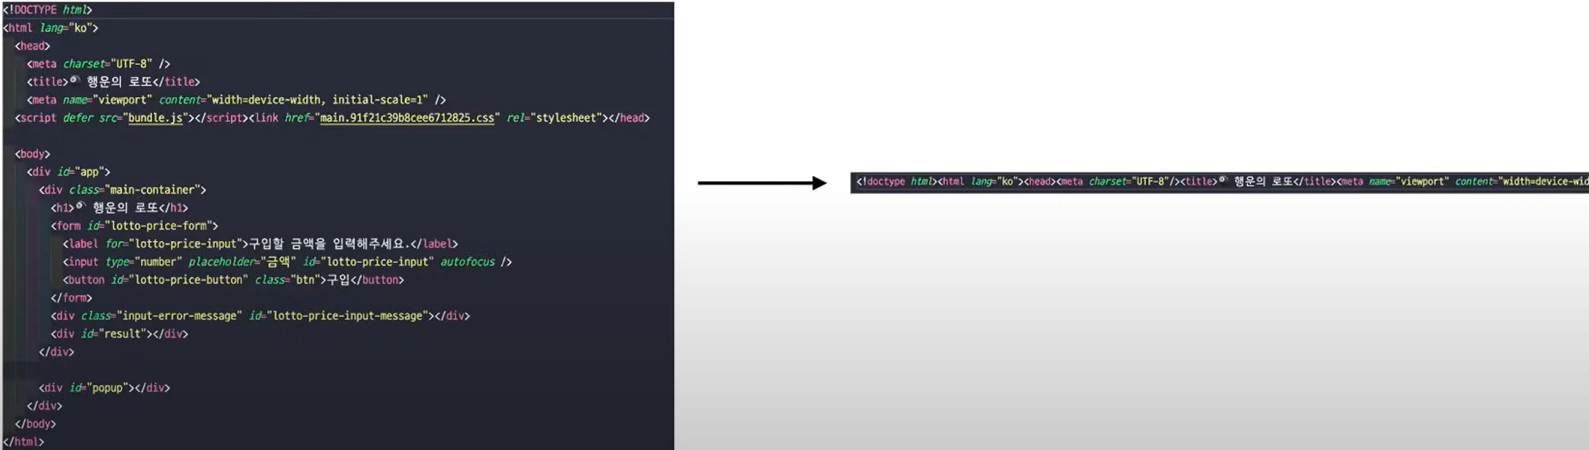 <!DOCTYPE html>
<html lang="ko">
<head>
<meta charset="UTF-8" />
<title>🎱 행운의 로또</title>
<meta name="viewport" content="width=device-width, initial-scale=1" />
<script defer src="bundle.js"></script><link href="main.91f21c39b8cee6712825.css" rel="stylesheet"></head>
<body>
<div id="app">
<div class="main-container">
<h1>🎱 행운의 로또</h1>
<form id="lotto-price-form">
<label for="lotto-price-input">구입할 금액을 입력해주세요.</label>
<input type="number" placeholder="금액" id="lotto-price-input" autofocus />
<button id="lotto-price-button" class="btn">구입</button>
</form>
<div class="input-error-message" id="lotto-price-input-message"></div>
<div id="result"></div>
</div>
<div id="popup"></div>
</div>
</body>
</html>
<!doctype html><html lang="ko"><head><meta charset="UTF-8"/><title>🎱 행운의 로또</title><meta name="viewport" content="width=device-wid